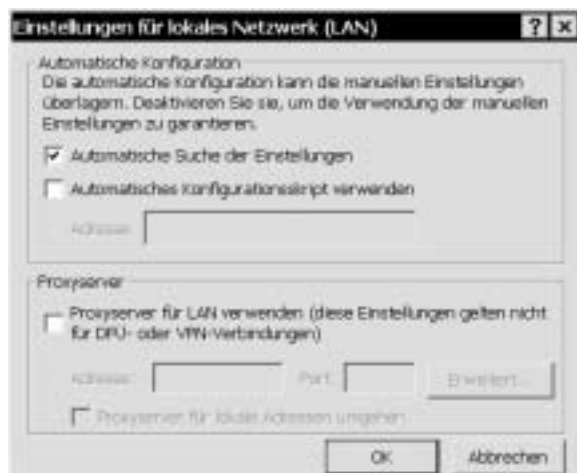 Einstellungen für lokales Netzwerk (LAN)
Automatische Konfiguration
Die automatische Konfiguration kann die manuellen Einstellungen
überlagern. Deaktivieren Sie sie, um die Verwendung der manuellen
Einstellungen zu garantieren.
Automatische Suche der Einstellungen
Automatisches Konfigurationsskript verwenden
Adresse
Proxyserver
Proxyserver für LAN verwenden (diese Einstellungen gelten nicht
für DFÜ- oder VPN-Verbindungen)
Adresse: Port: Erweitert...
Proxyserver für lokale Adressen umgehen
OK Abbrechen